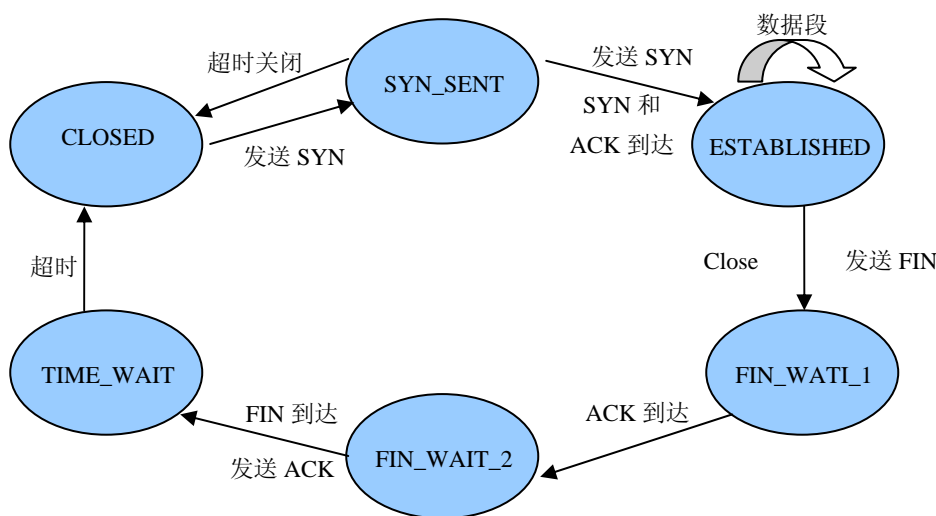 数据段
发送 SYN
超时关闭
SYN_SENT
SYN 和
CLOSED
ACK 到达
ESTABLISHED
发送 SYN
超时
Close
发送 FIN
TIME_WAIT
FIN_WATI_1
FIN 到达
ACK 到达
发送 ACK
FIN_WAIT_2